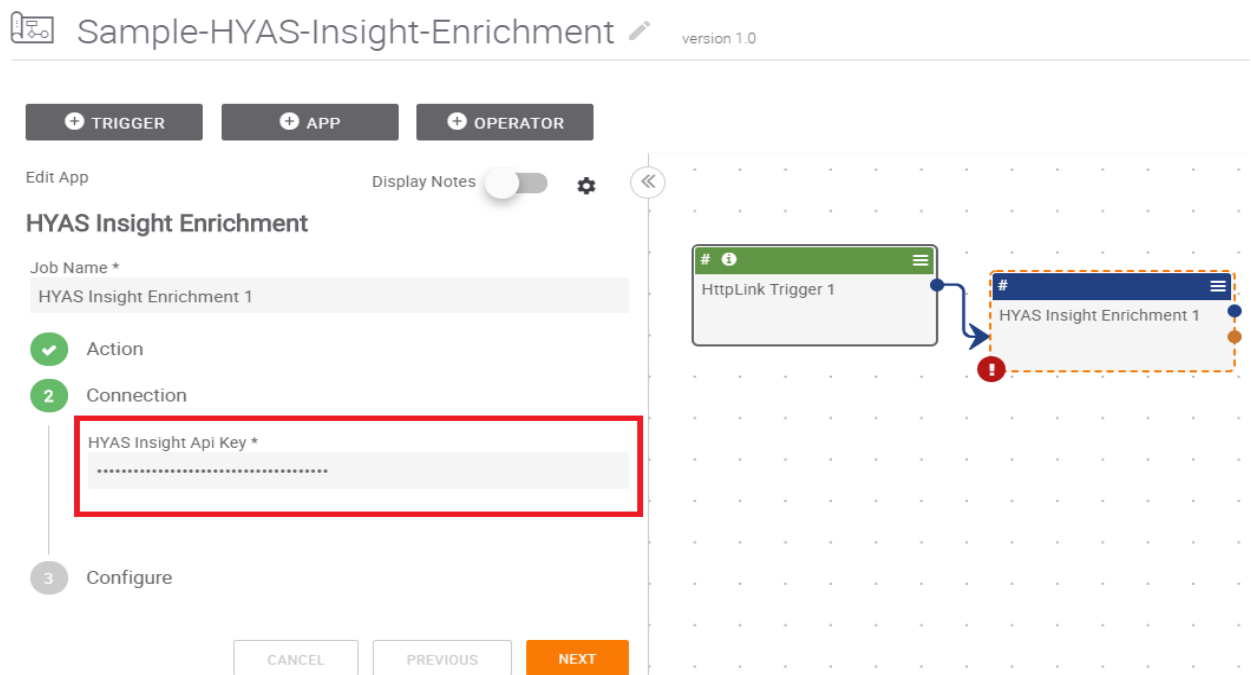 Sample-HYAS-Insight-Enrichment version 1.0
TRIGGER APP OPERATOR
Edit App Display Notes
HYAS Insight Enrichment
Job Name *
HYAS Insight Enrichment 1
Action
2 Connection
HYAS Insight Api Key *
••••••••••••••••••••••••••••••••••••••
3 Configure
CANCEL PREVIOUS NEXT
#
HttpLink Trigger 1
#
HYAS Insight Enrichment 1